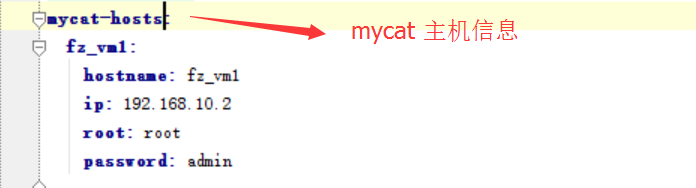 mycat-hosts: mycat 主机信息
fz_vm1:
hostname: fz_vm1
ip: 192.168.10.2
root: root
password: admin